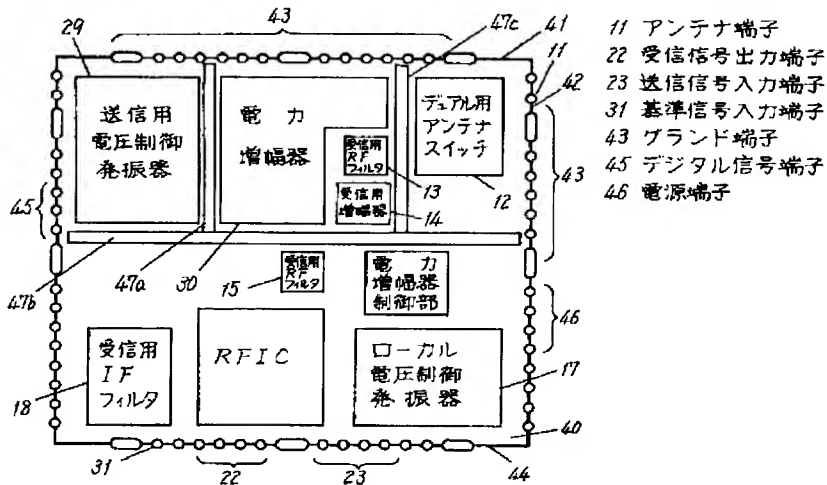 43
47c
41
29
11
42
送信用
電圧制御
発振器
電力
増幅器
デュアル用
アンテナ
スイッチ
受信用
RF
フィルタ
受信用
増幅器
13
14
12
43
45
47b
47a
30
15
受信用
RF
フィルタ
電力
増幅器
制御部
46
受信用
IF
フィルタ
RFIC
ローカル
電圧制御
発振器
17
18
40
31
22
23
44
11 アンテナ端子
22 受信信号出力端子
23 送信信号入力端子
31 基準信号入力端子
43 グランド端子
45 デジタル信号端子
46 電源端子